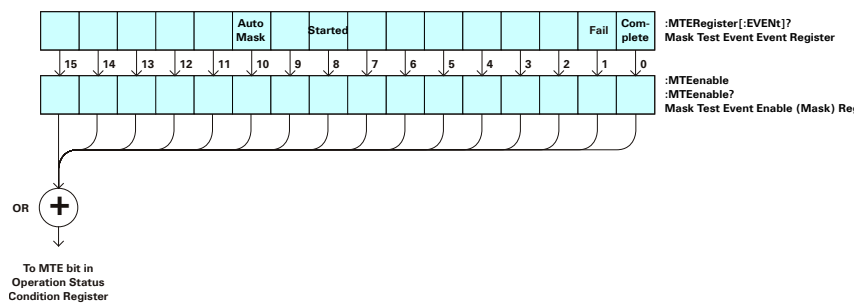 Auto
Mask
Started
Fail
Com-
plete
:MTERegister[:EVENt]?
Mask Test Event Event Register
15 14 13 12 11 10 9 8 7 6 5 4 3 2 1 0
:MTEenable
:MTEenable?
Mask Test Event Enable (Mask) Reg
OR
+
To MTE bit in
Operation Status
Condition Register